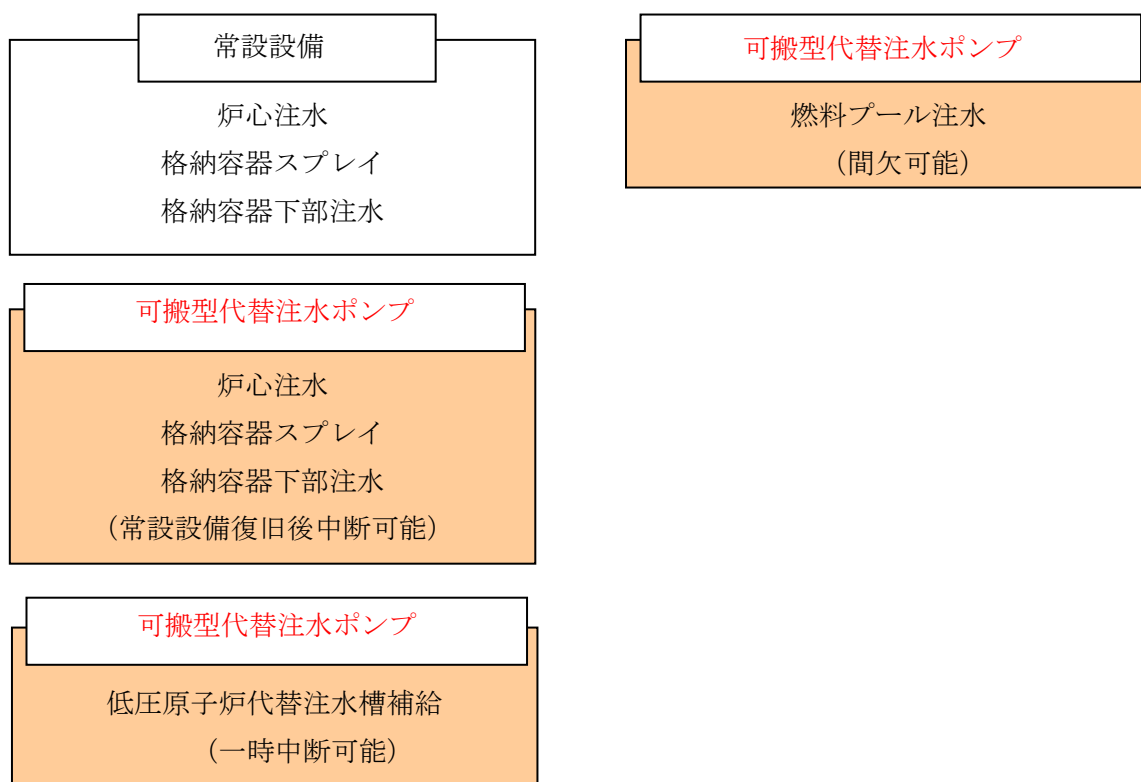 常設設備
炉心注水
格納容器スプレイ
格納容器下部注水
可搬型代替注水ポンプ
燃料プール注水
（間欠可能）
可搬型代替注水ポンプ
炉心注水
格納容器スプレイ
格納容器下部注水
（常設設備復旧後中断可能）
可搬型代替注水ポンプ
低圧原子炉代替注水槽補給
（一時中断可能）